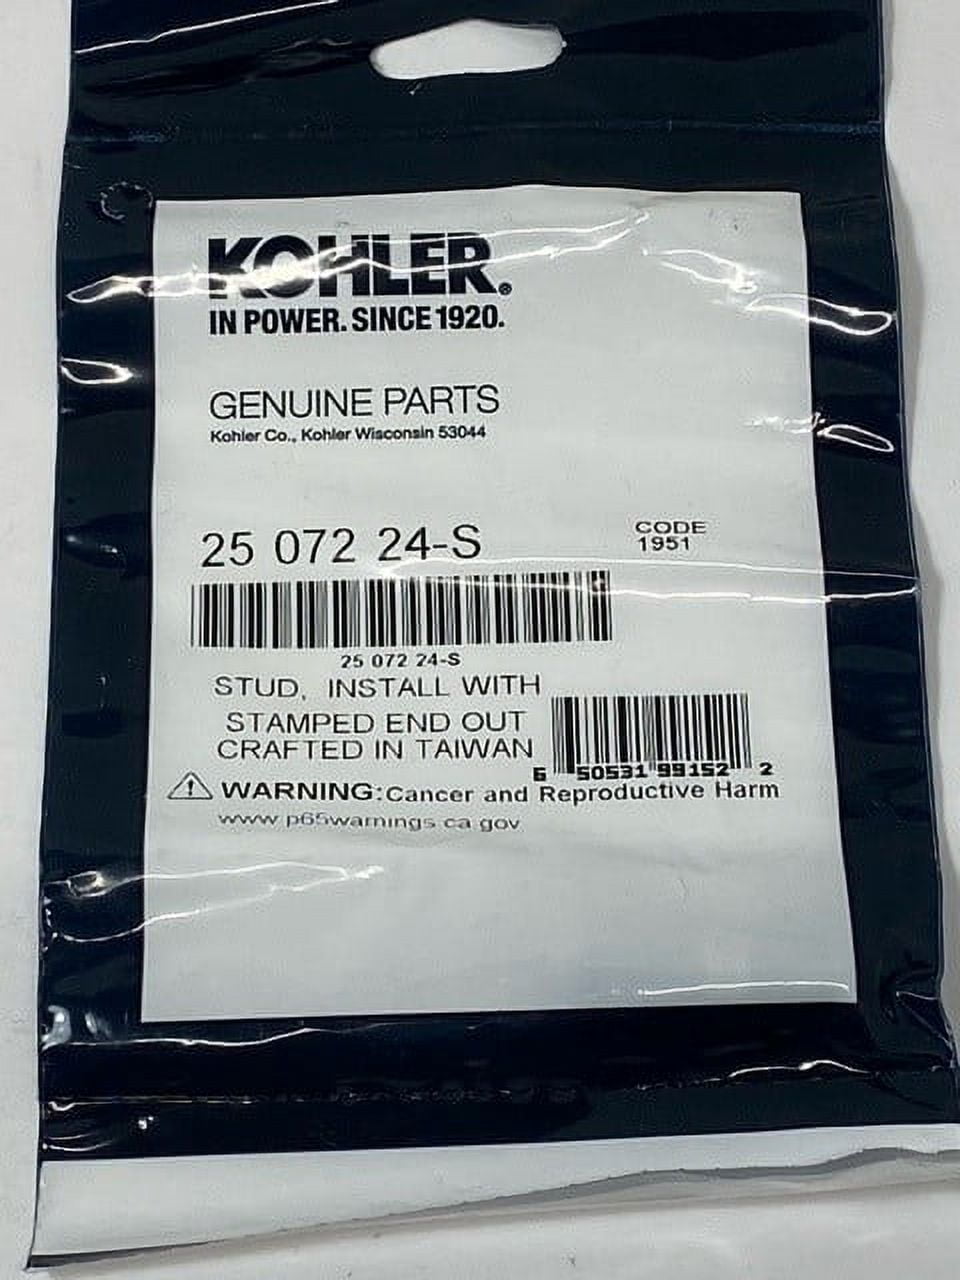 KOHLER®
IN POWER. SINCE 1920.
GENUINE PARTS
Kohler Co., Kohler Wisconsin 53044
25 072 24-S
CODE
1951
25 072 24-S
STUD, INSTALL WITH
STAMPED END OUT
CRAFTED IN TAIWAN
6 50531 99152 2
WARNING: Cancer and Reproductive Harm
www.p65warnings.ca.gov